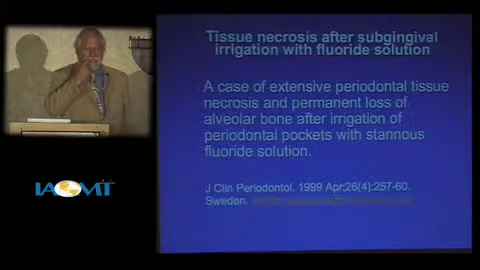 Tissue necrosis after subgingival
irrigation with fluoride solution
A case of extensive periodontal tissue
necrosis and permanent loss of
alveolar bone after irrigation of
periodontal pockets with stannous
fluoride solution.
J Clin Periodontol. 1999 Apr;26(4):257-60.
Sweden.
IAOMT